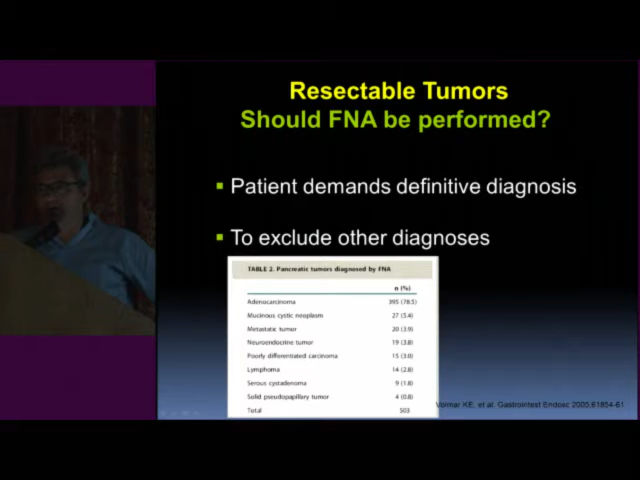 Resectable Tumors
Should FNA be performed?
Patient demands definitive diagnosis
To exclude other diagnoses
TABLE 2. Pancreatic tumors diagnosed by FNA
n (%)
Adenocarcinoma 395 (78.5)
Mucinous cystic neoplasm 27 (5.4)
Metastatic tumor 20 (3.9)
Neuroendocrine tumor 19 (3.8)
Poorly differentiated carcinoma 15 (3.0)
Lymphoma 14 (2.8)
Serous cystadenoma 9 (1.8)
Solid pseudopapillary tumor 4 (0.8)
Total 503
Volmar KE, et al. Gastrointest Endosc 2005;61854-61.